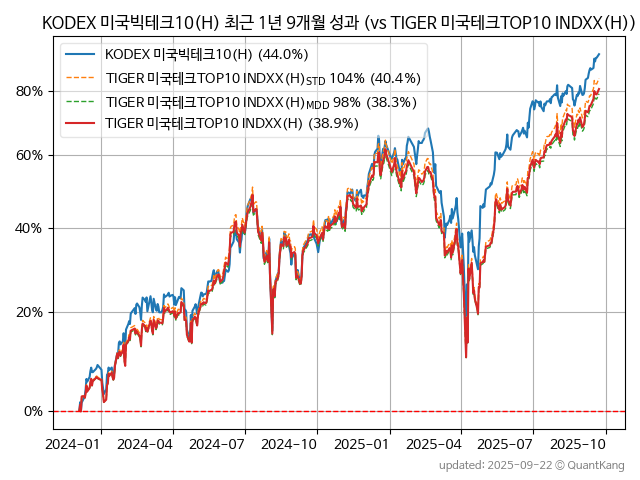 KODEX 미국빅테크10(H) 최근 1년 9개월 성과 (vs TIGER 미국테크TOP10 INDXX(H))
KODEX 미국빅테크10(H) (44.0%)
TIGER 미국테크TOP10 INDXX(H)STD 104% (40.4%)
TIGER 미국테크TOP10 INDXX(H)MDD 98% (38.3%)
TIGER 미국테크TOP10 INDXX(H) (38.9%)
80%
60%
40%
20%
0%
2024-01 2024-04 2024-07 2024-10 2025-01 2025-04 2025-07 2025-10
updated: 2025-09-22 © QuantKang